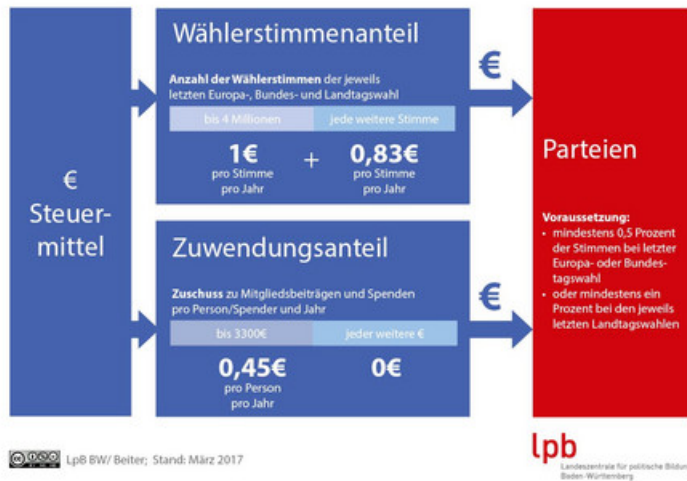 €
Steuer-
mittel
Wählerstimmenanteil
Anzahl der Wählerstimmen der jeweils
letzten Europa-, Bundes- und Landtagswahl
bis 4 Millionen
jede weitere Stimme
1€
pro Stimme
pro Jahr
+
0,83€
pro Stimme
pro Jahr
€
Zuwendungsanteil
Zuschuss zu Mitgliedsbeiträgen und Spenden
pro Person/Spender und Jahr
bis 3300€
jeder weitere €
0,45€
pro Person
pro Jahr
0€
€
Parteien
Voraussetzung:
• mindestens 0,5 Prozent
der Stimmen bei letzter
Europa- oder Bundes-
tagswahl
• oder mindestens ein
Prozent bei den jeweils
letzten Landtagswahlen
LpB BW/ Beiter; Stand: März 2017
lpb
Landeszentrale für politische Bildung
Baden-Württemberg